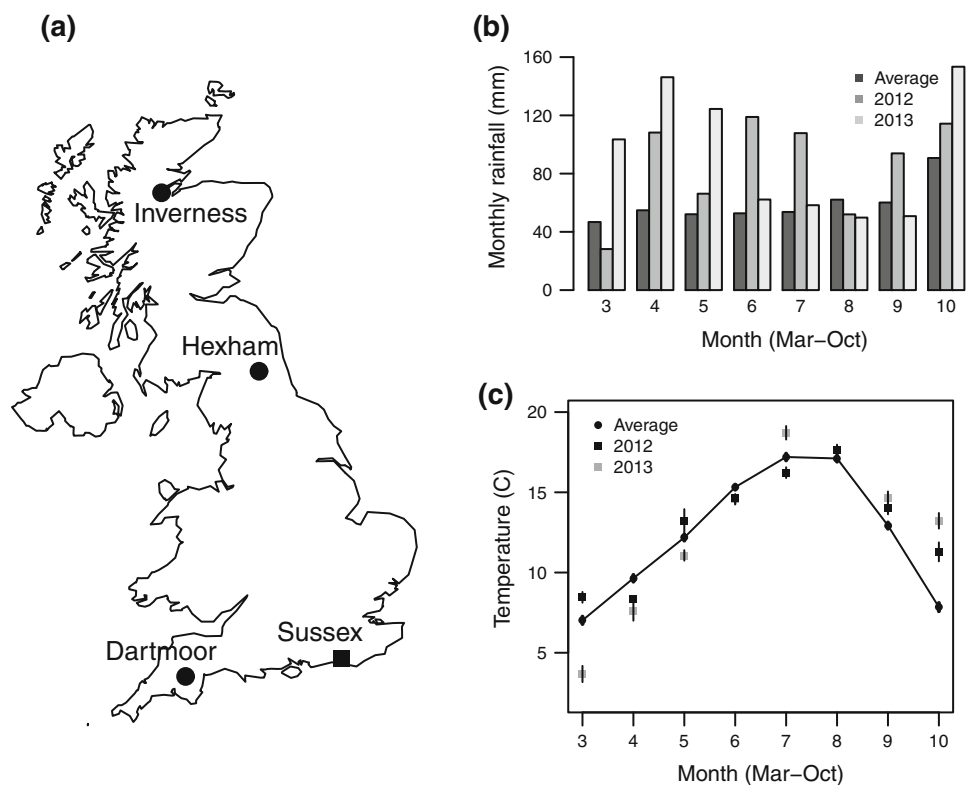 (a)
Inverness
Hexham
Sussex
Dartmoor
(b)
Monthly rainfall (mm)
160
120
80
40
0
Average
2012
2013
3 4 5 6 7 8 9 10
Month (Mar–Oct)
(c)
Temperature (C)
20
15
10
5
Average
2012
2013
3 4 5 6 7 8 9 10
Month (Mar–Oct)